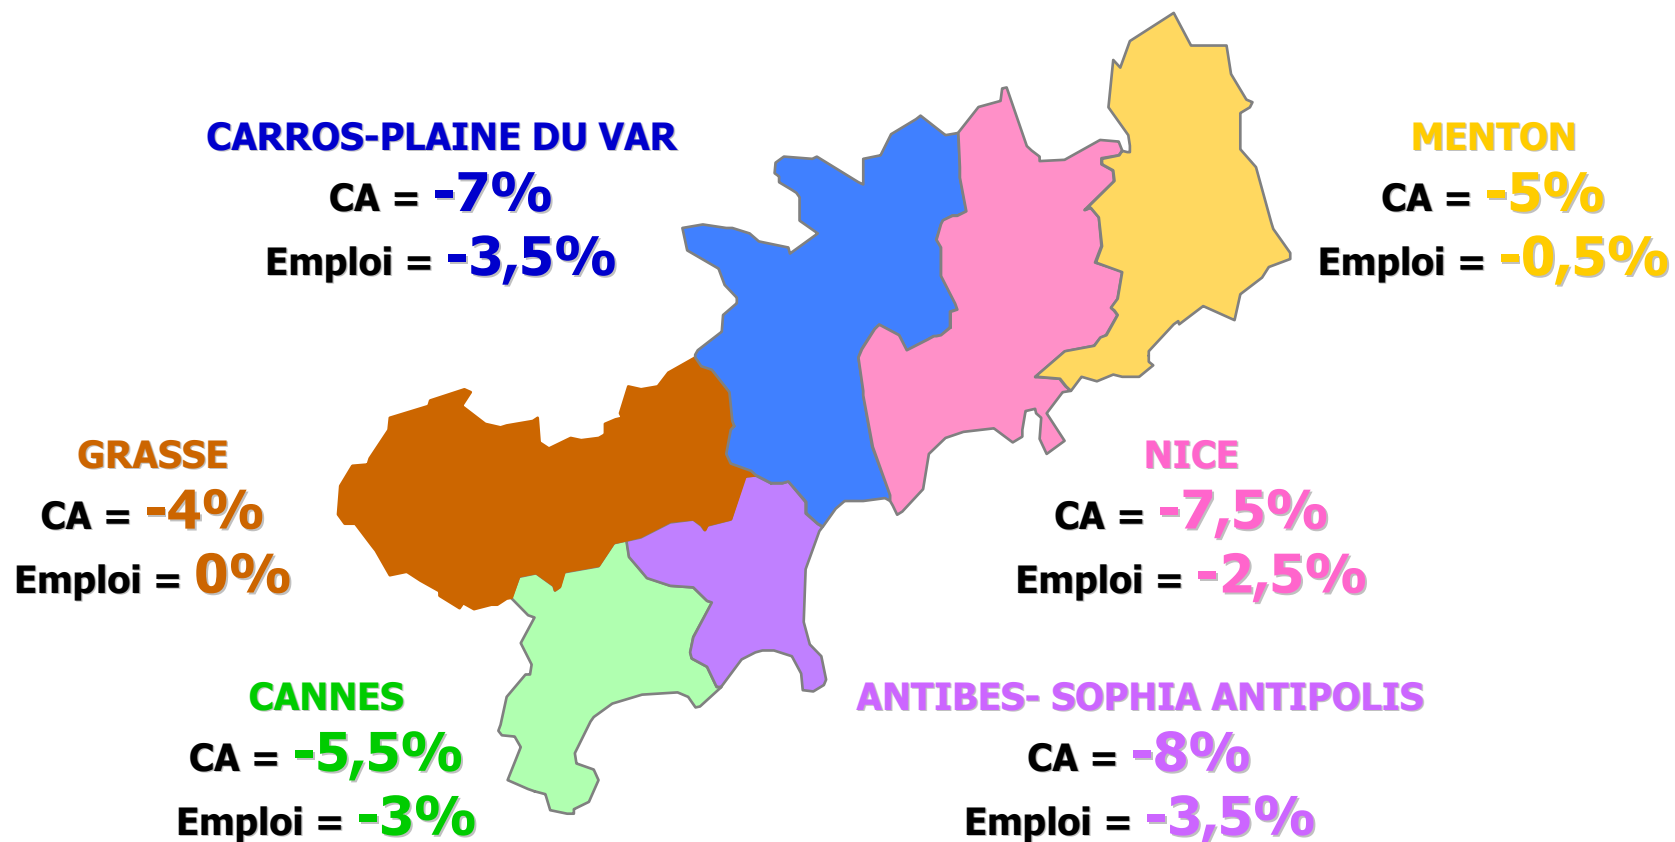 CARROS-PLAINE DU VAR
CA = -7%
Emploi = -3,5%
MENTON
CA = -5%
Emploi = -0,5%
GRASSE
CA = -4%
Emploi = 0%
NICE
CA = -7,5%
Emploi = -2,5%
CANNES
CA = -5,5%
Emploi = -3%
ANTIBES- SOPHIA ANTIPOLIS
CA = -8%
Emploi = -3,5%